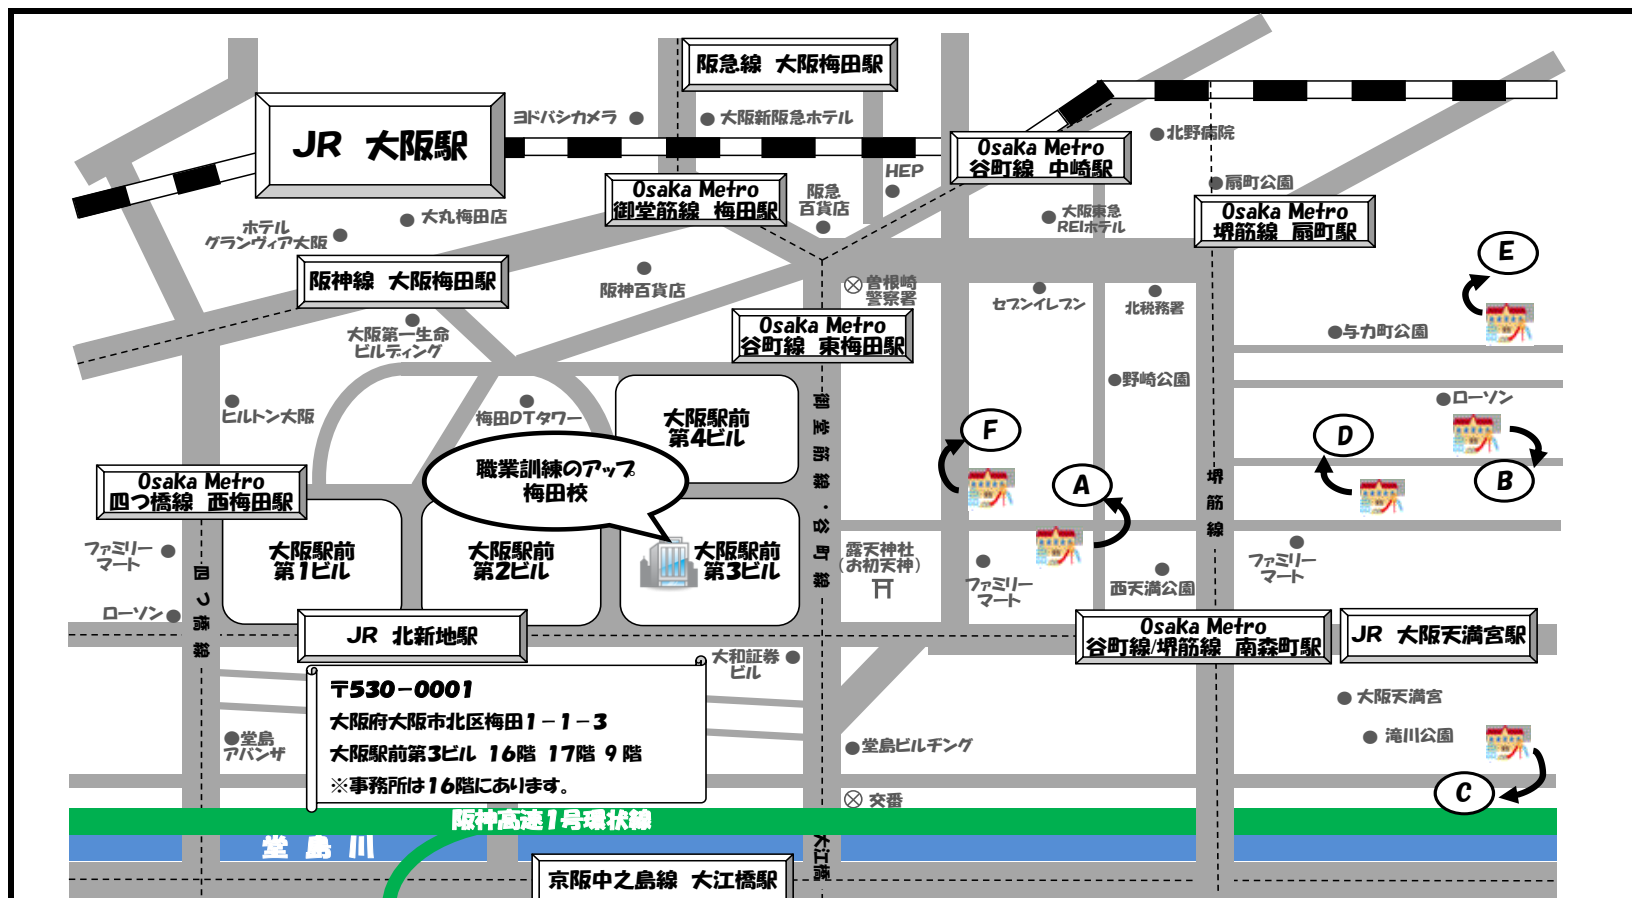 阪急線 大阪梅田駅
JR 大阪駅
ヨドバシカメラ
大阪新阪急ホテル
Osaka Metro
谷町線 中崎駅
北野病院
HEP
扇町公園
Osaka Metro
御堂筋線 梅田駅
阪急
百貨店
大丸梅田店
ホテル
グランヴィア大阪
大阪東急
REIホテル
Osaka Metro
堺筋線 扇町駅
阪神線 大阪梅田駅
阪神百貨店
曽根崎
警察署
セブンイレブン
北税務署
E
大阪第一生命
ビルディング
Osaka Metro
谷町線 東梅田駅
与力町公園
野崎公園
ヒルトン大阪
梅田DTタワー
大阪駅前
第4ビル
御堂筋線・谷町線
ローソン
F
D
職業訓練のアップ
梅田校
A
B
堺筋線
Osaka Metro
四つ橋線 西梅田駅
ファミリー
マート
大阪駅前
第1ビル
大阪駅前
第2ビル
大阪駅前
第3ビル
露天神社
(お初天神)
ファミリー
マート
西天満公園
ファミリー
マート
四つ橋線
ローソン
JR 北新地駅
Osaka Metro
谷町線/堺筋線 南森町駅
JR 大阪天満宮駅
大和証券
ビル
〒530-0001
大阪府大阪市北区梅田1-1-3
大阪駅前第3ビル 16階 17階 9階
※事務所は16階にあります。
大阪天満宮
堂島
アバンザ
堂島ビルヂング
滝川公園
C
交番
阪神高速1号環状線
堂島川
大江橋
京阪中之島線 大江橋駅